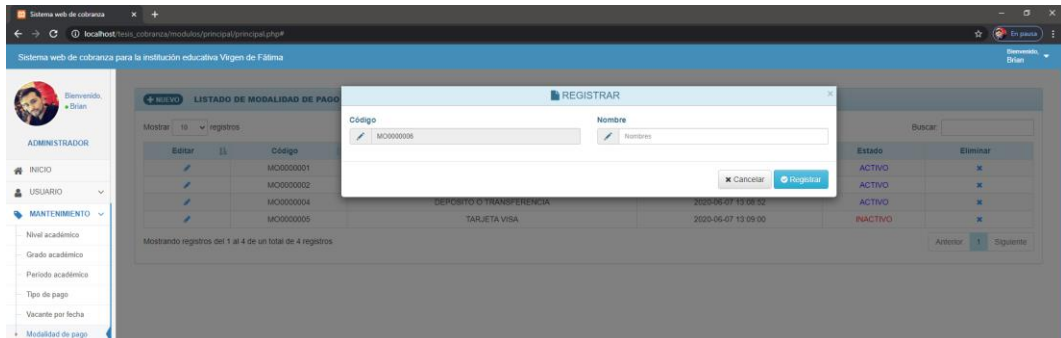 Sistema web de cobranza
localhost/tesis_cobranza/modulos/principal/principal.php#
En pausa
Sistema web de cobranza para la institución educativa Virgen de Fátima
Bienvenido,
Brian
Bienvenido,
Brian
ADMINISTRADOR
INICIO
USUARIO
MANTENIMIENTO
Nivel académico
Grado académico
Periodo académico
Tipo de pago
Vacante por fecha
Modalidad de pago
NUEVO LISTADO DE MODALIDAD DE PAGO
Mostrar 10 registros
Buscar:
Editar Código Estado Eliminar
MO0000001 ACTIVO
MO0000002 ACTIVO
MO0000004 DEPOSITO O TRANSFERENCIA 2020-06-07 13:08:52 ACTIVO
MO0000005 TARJETA VISA 2020-06-07 13:09:00 INACTIVO
Mostrando registros del 1 al 4 de un total de 4 registros
Anterior 1 Siguiente
REGISTRAR
Código Nombre
MO0000006 Nombres
Cancelar Registrar